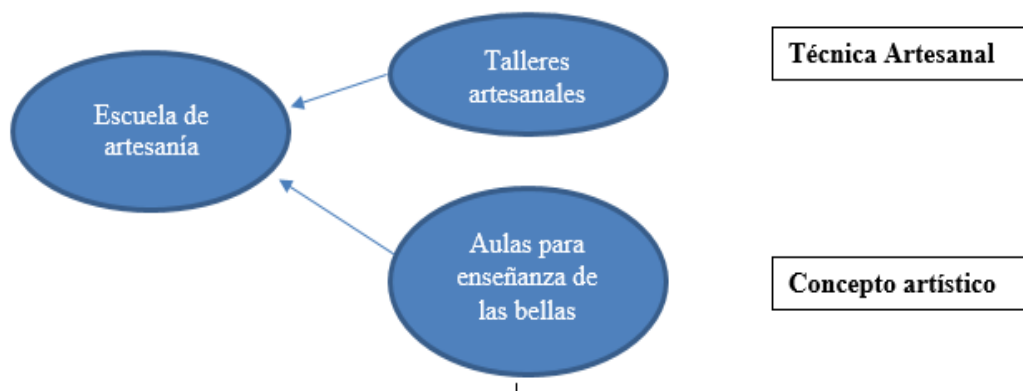 Escuela de
artesanía
Talleres
artesanales
Técnica Artesanal
Aulas para
enseñanza de
las bellas
Concepto artístico